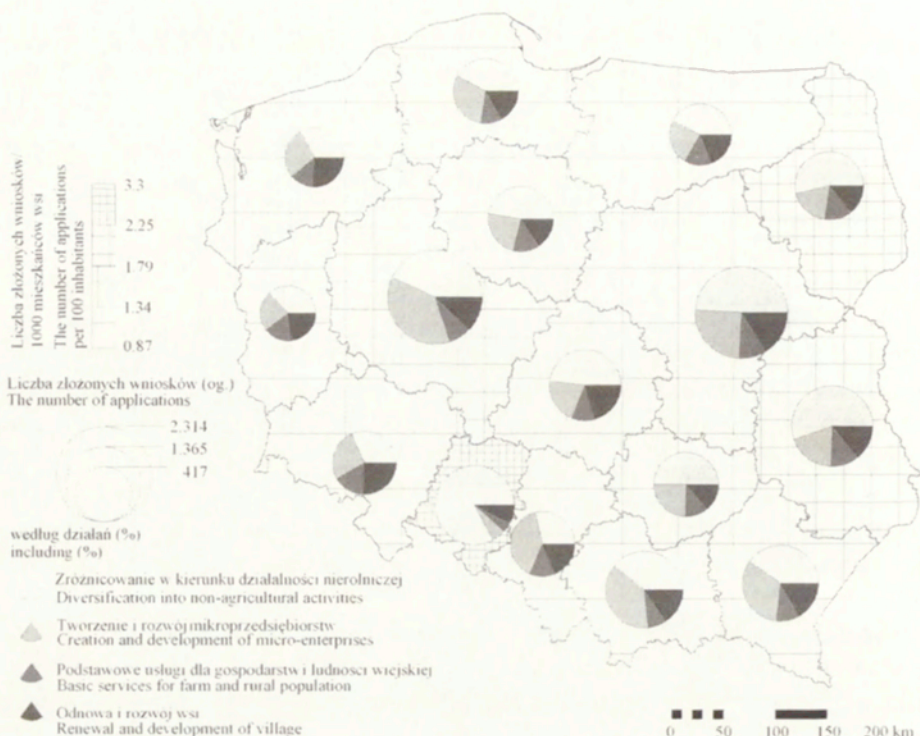 Liczba złożonych wniosków/
1000 mieszkańców wsi
The number of applications
per 100 inhabitants
3.3
2.25
1.79
1.34
0.87
Liczba złożonych wniosków (og.)
The number of applications
2.314
1.365
417
według działań (%)
including (%)
Zróżnicowanie w kierunku działalności nierolniczej
Diversification into non-agricultural activities
Tworzenie i rozwój mikroprzedsiębiorstw
Creation and development of micro-enterprises
Podstawowe usługi dla gospodarstw i ludności wiejskiej
Basic services for farm and rural population
Odnowa i rozwój wsi
Renewal and development of village
0 50 100 150 200 km